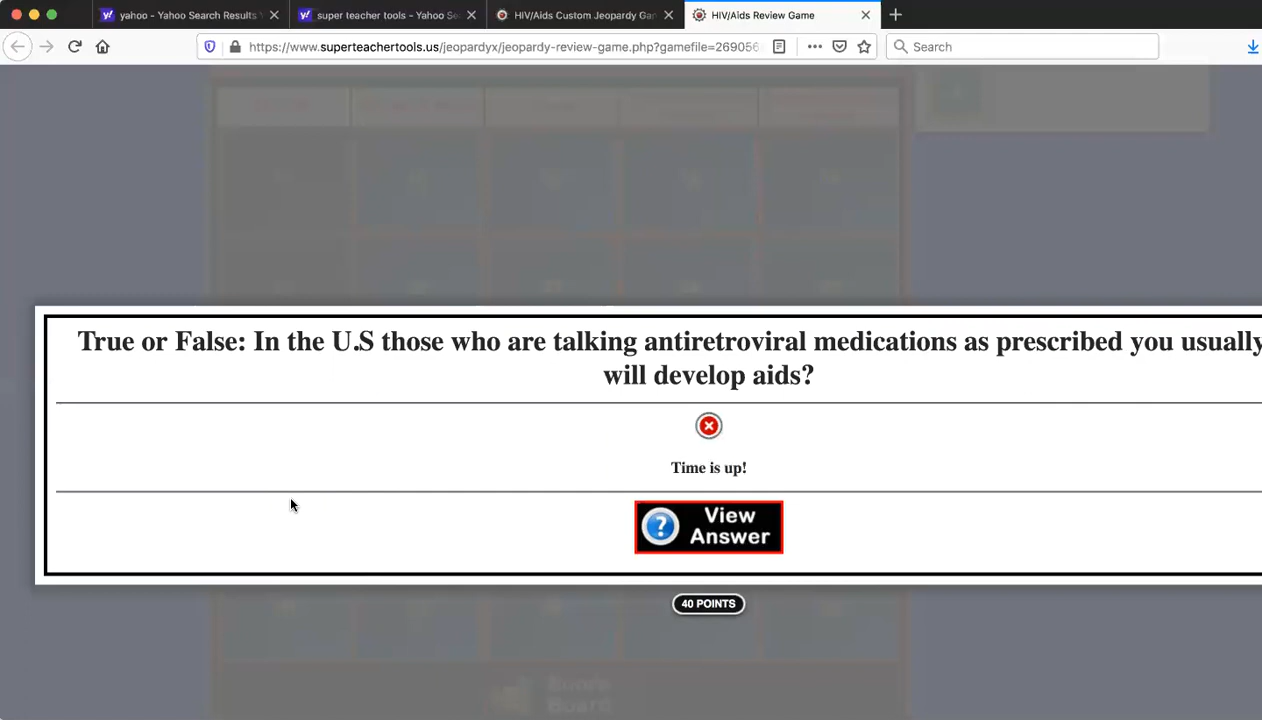 yahoo - Yahoo Search Results
super teacher tools - Yahoo Se
HIV/Aids Custom Jeopardy Gam
HIV/Aids Review Game
https://www.superteachertools.us/jeopardyx/jeopardy-review-game.php?gamefile=269056
Search
True or False: In the U.S those who are talking antiretroviral medications as prescribed you usually
will develop aids?
Time is up!
View
Answer
40 POINTS
Bonus
Board